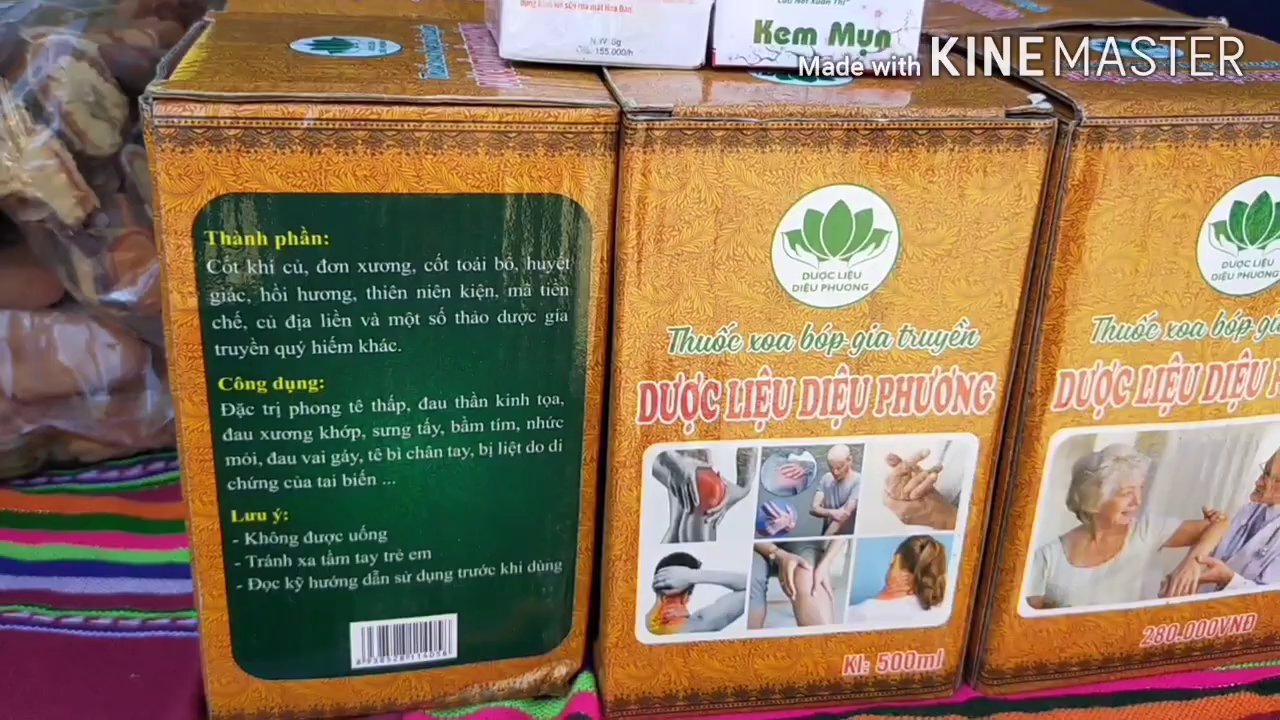 N.W: 8g
Kem Mụn
Made with KINEMASTER
Thành phần:
Cốt khí củ, đơn xương, cốt toái bổ, huyết
giác, hồi hương, thiên niên kiện, mã tiền
chế, củ địa liền và một số thảo dược gia
truyền quý hiếm khác.
Công dụng:
Đặc trị phong tê thấp, đau thần kinh tọa,
đau xương khớp, sưng tấy, bầm tím, nhức
mỏi, đau vai gáy, tê bì chân tay, bị liệt do di
chứng của tai biến ...
Lưu ý:
- Không được uống
- Tránh xa tầm tay trẻ em
- Đọc kỹ hướng dẫn sử dụng trước khi dùng
DƯỢC LIỆU
DIỆU PHƯƠNG
Thuốc xoa bóp gia truyền
DƯỢC LIỆU DIỆU PHƯƠNG
Kl: 500ml
DƯỢC LIỆU
DIỆU PHƯƠNG
Thuốc xoa bóp
DƯỢC LIỆU DIỆU
280.000VNĐ